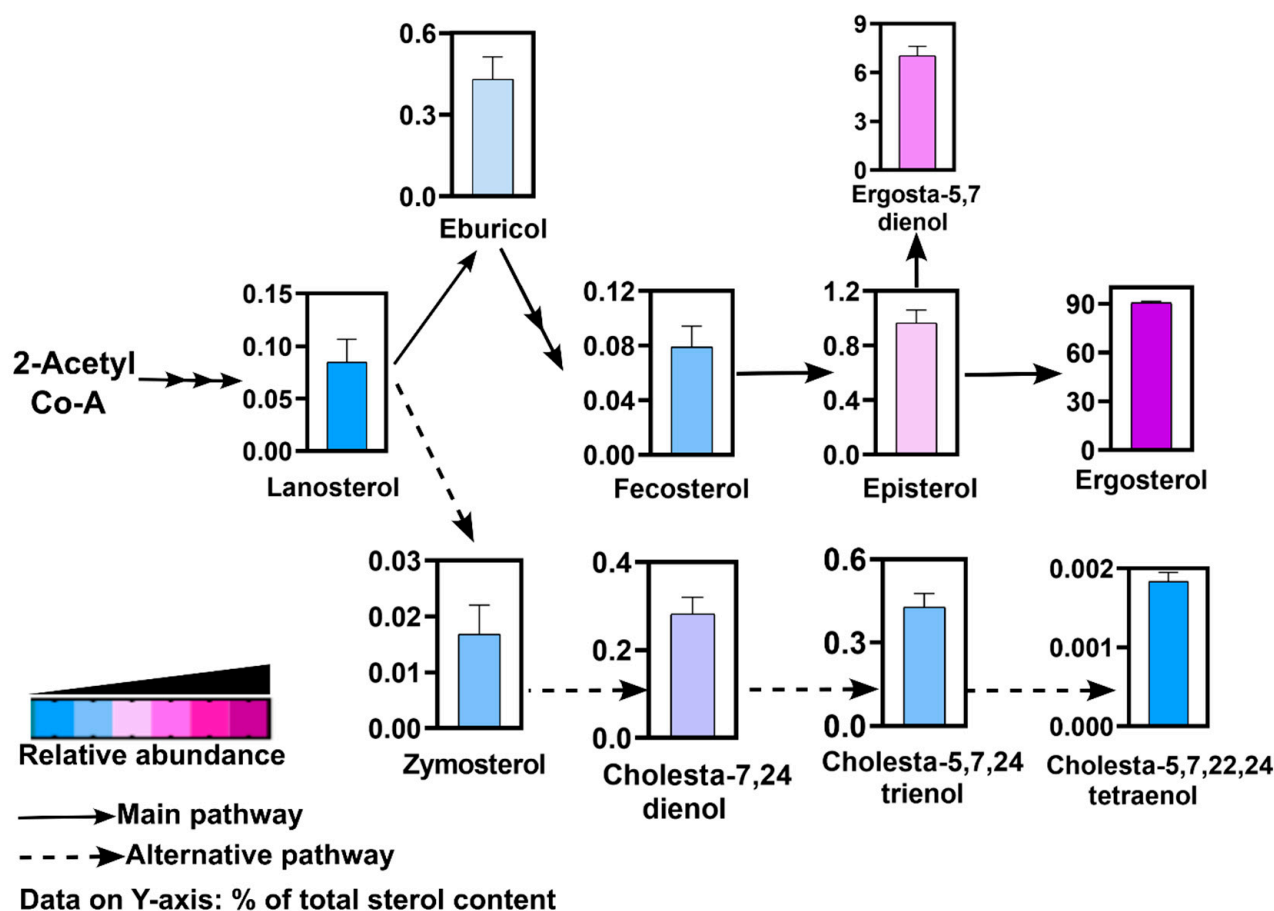 0.6
0.3
0.0
Eburicol
9
6
3
0
Ergosta-5,7
dienol
2-Acetyl
Co-A
0.15
0.10
0.05
0.00
Lanosterol
0.12
0.08
0.04
0.00
Fecosterol
1.2
0.8
0.4
0.0
Episterol
90
60
30
0
Ergosterol
0.03
0.02
0.01
0.00
Zymosterol
0.4
0.2
0.0
Cholesta-7,24
dienol
0.6
0.3
0.0
Cholesta-5,7,24
trienol
0.002
0.001
0.000
Cholesta-5,7,22,24
tetraenol
Relative abundance
Main pathway
Alternative pathway
Data on Y-axis: % of total sterol content